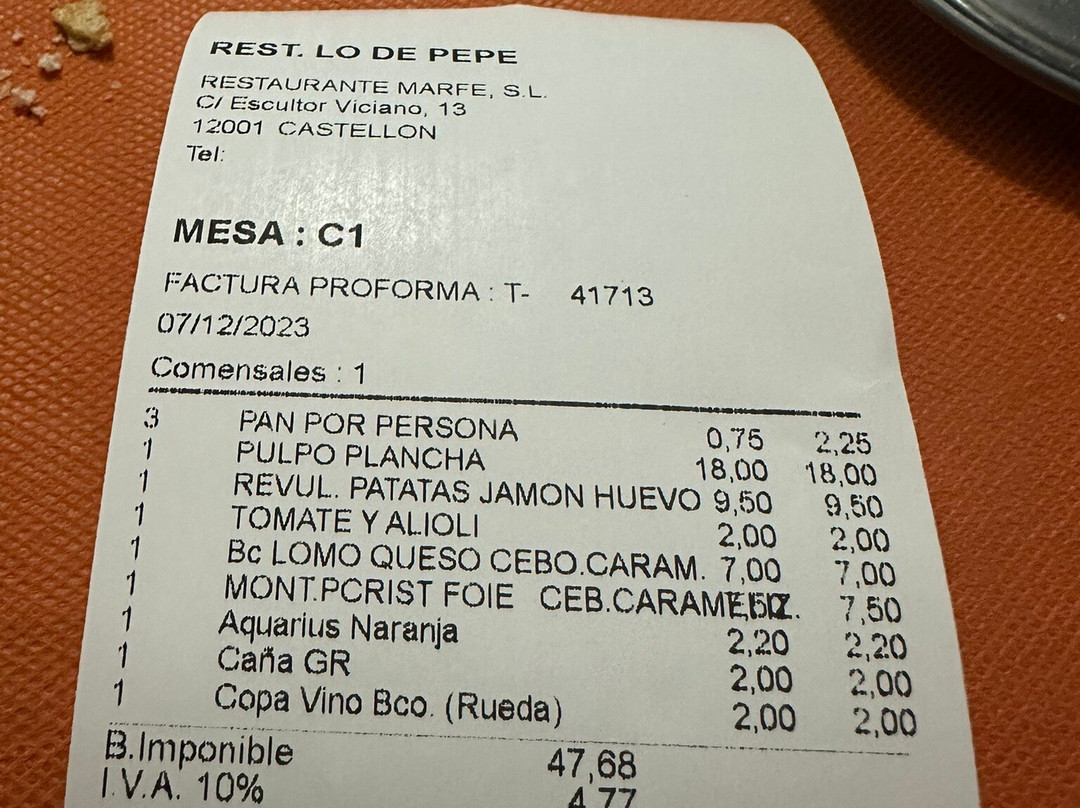 REST. LO DE PEPE
RESTAURANTE MARFE, S.L.
C/ Escultor Viciano, 13
12001 CASTELLON
Tel:
MESA : C1
FACTURA PROFORMA : T- 41713
07/12/2023
Comensales : 1
3 PAN POR PERSONA 0,75 2,25
1 PULPO PLANCHA 18,00 18,00
1 REVUL. PATATAS JAMON HUEVO 9,50 9,50
1 TOMATE Y ALIOLI 2,00 2,00
1 Bc LOMO QUESO CEBO.CARAM. 7,00 7,00
1 MONT.PCRIST FOIE CEB.CARAMELIZ. 7,50
1 Aquarius Naranja 2,20 2,20
1 Caña GR 2,00 2,00
1 Copa Vino Bco. (Rueda) 2,00 2,00
B.Imponible 47,68
I.V.A. 10% 4,77